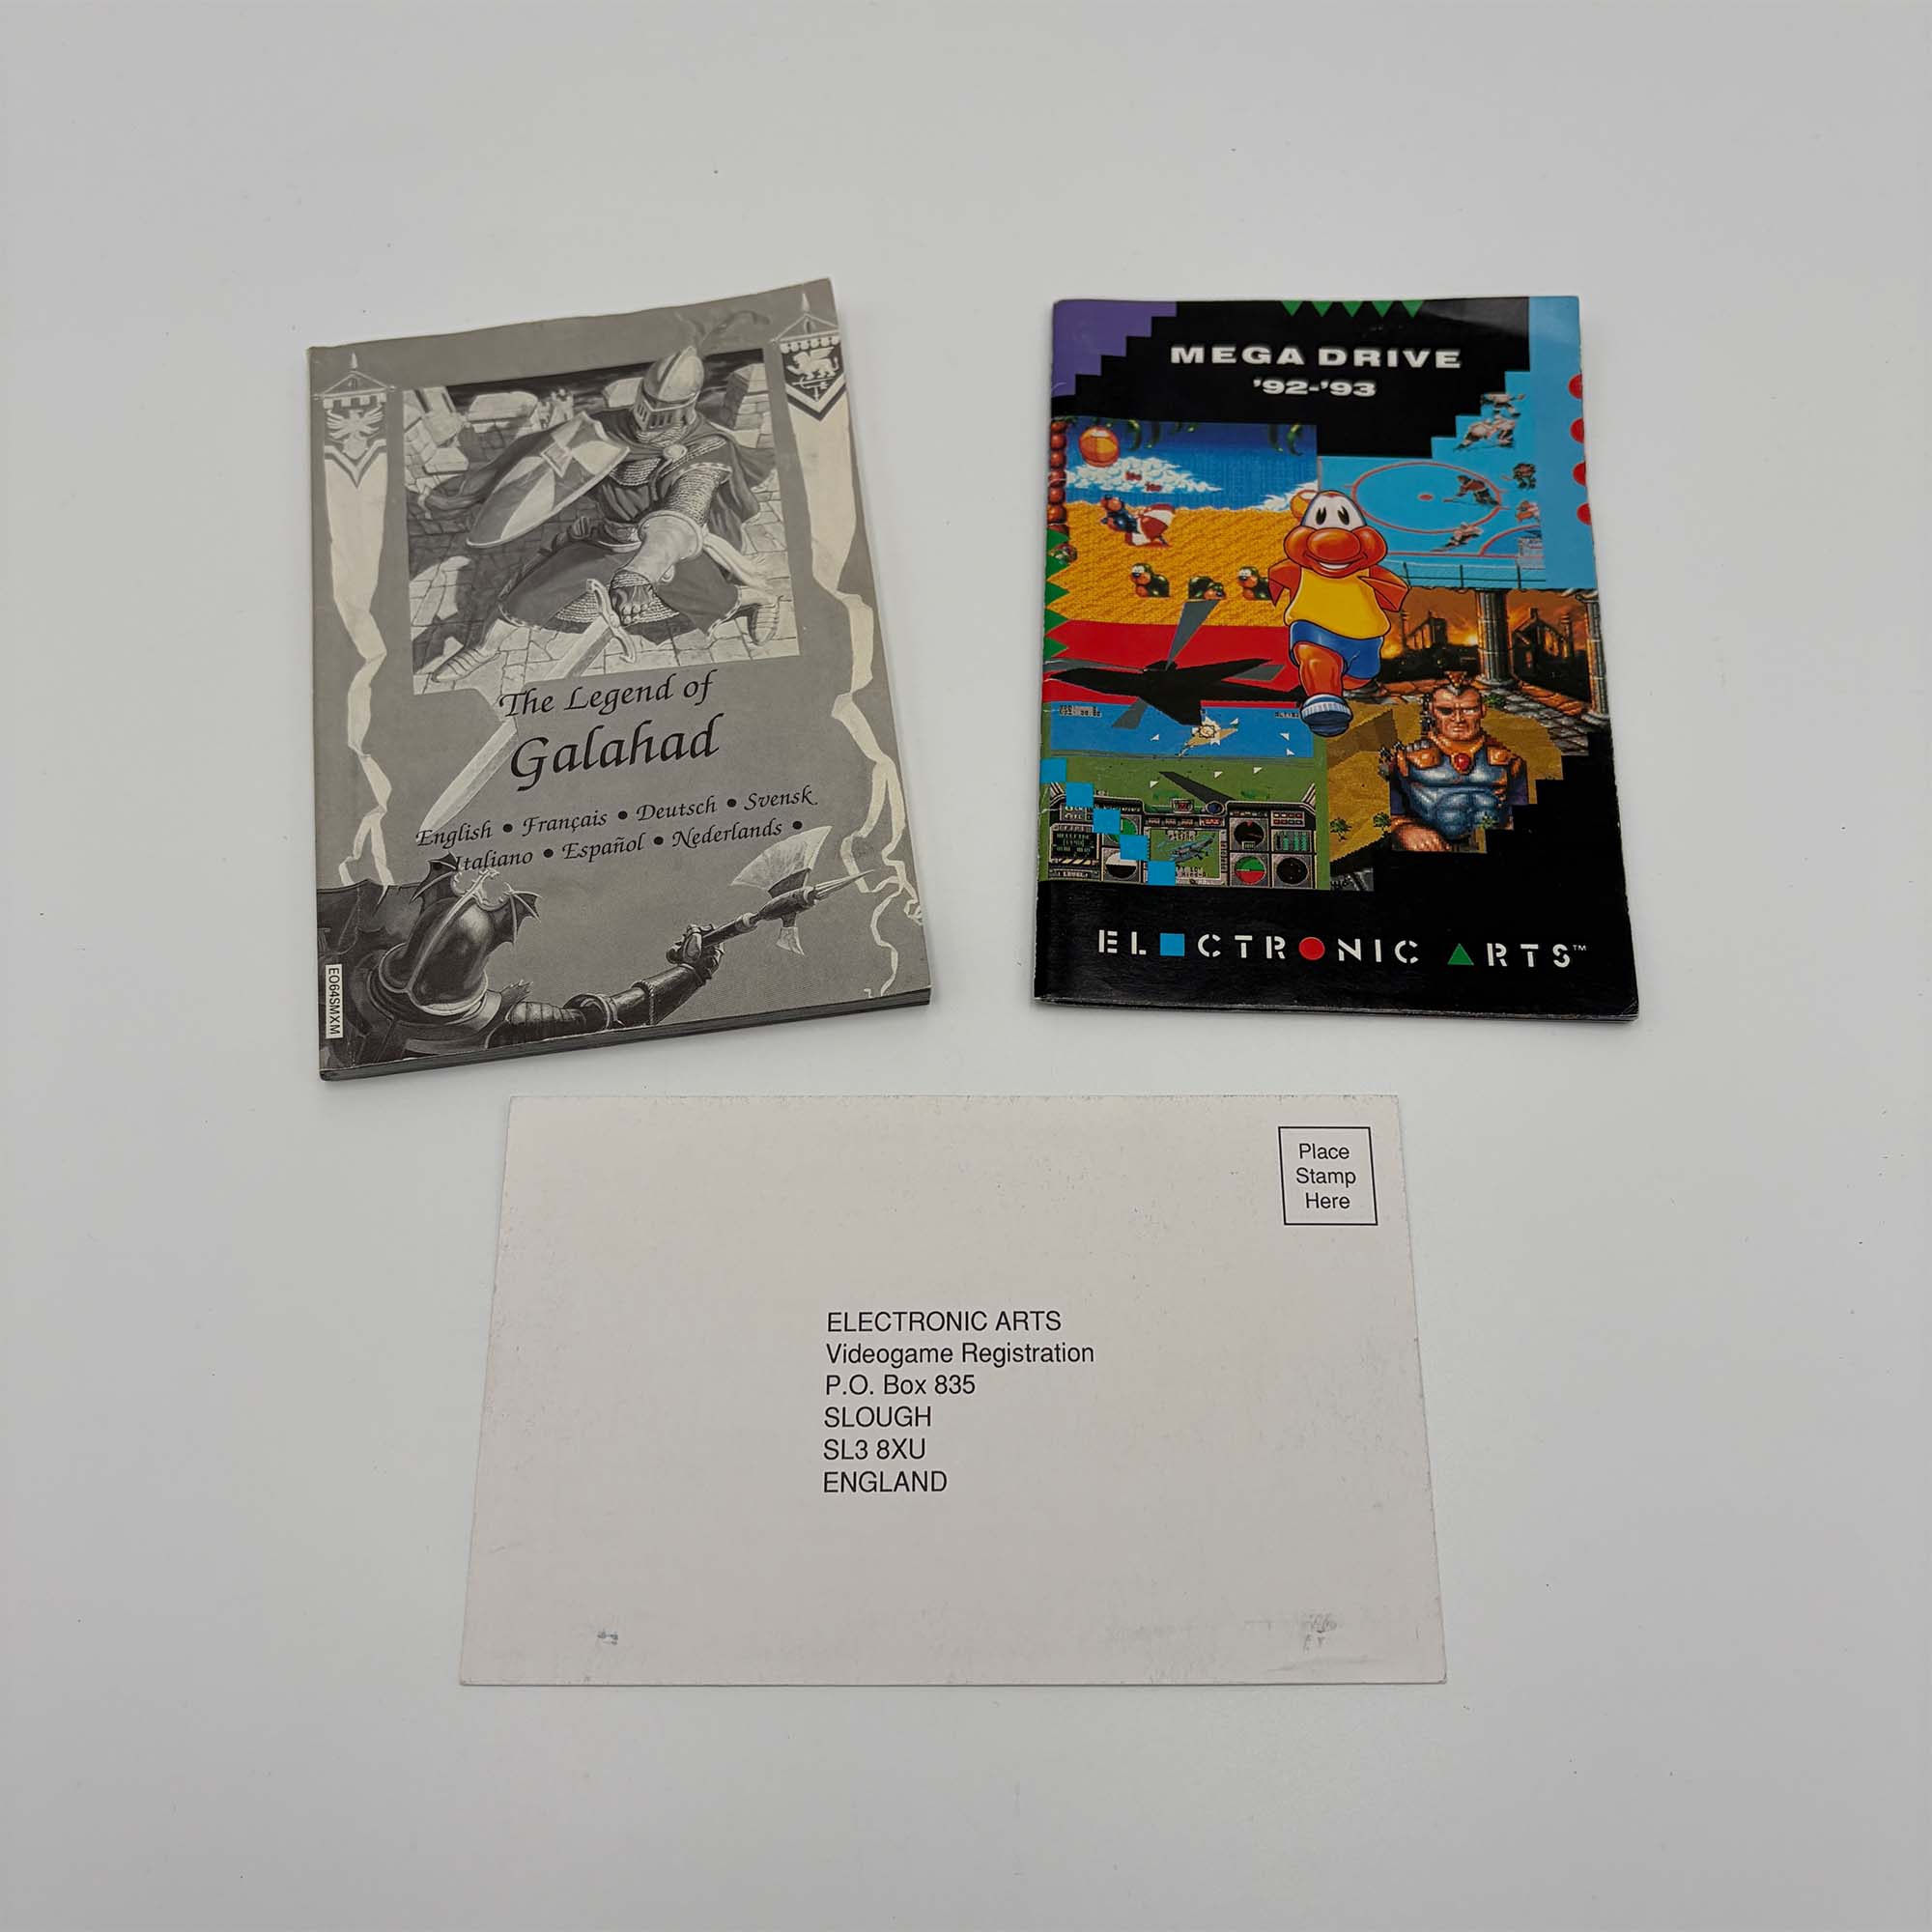 The Legend of
Galahad
English • Français • Deutsch • Svensk
Italiano • Español • Nederlands •
E064SMXM
MEGA DRIVE
'92-'93
ELECTRONIC ARTS™
Place
Stamp
Here
ELECTRONIC ARTS
Videogame Registration
P.O. Box 835
SLOUGH
SL3 8XU
ENGLAND